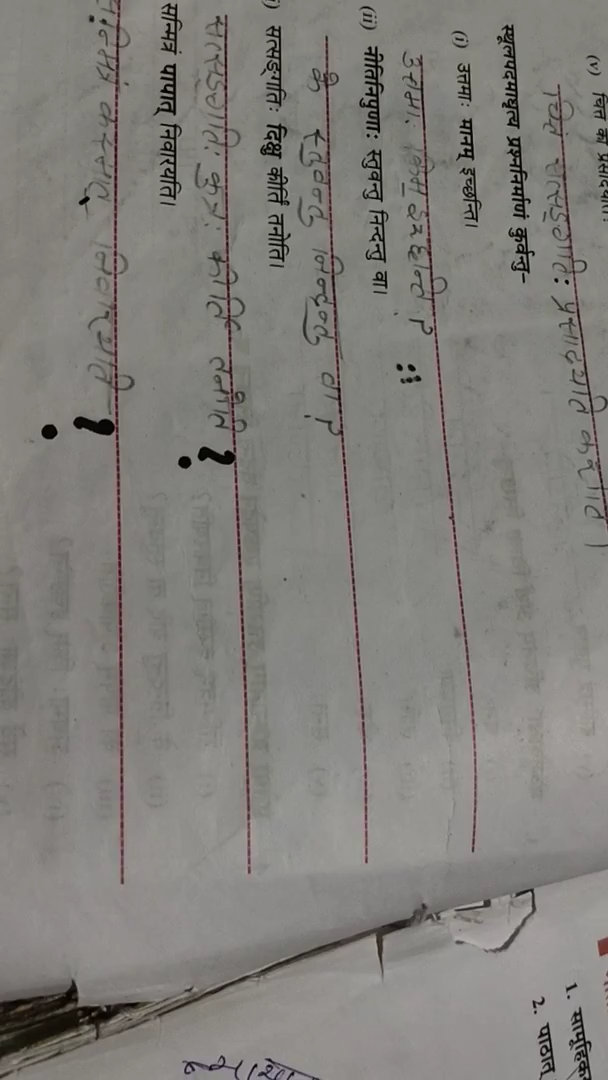 (v) चित्तं कः प्रसादयति?
चित्तं सत्सङ्गतिः प्रसादयति
स्थूलपदमाधृत्य प्रश्ननिर्माणं कुर्वन्तु–
(i) उत्तमाः मानम् इच्छन्ति।
उत्तमाः किम् इच्छन्ति ?
(ii) नीतिनिपुणाः स्तुवन्तु निन्दन्तु वा।
के स्तुवन्तु निन्दन्तु वा ?
सत्सङ्गतिः दिक्षु कीर्तिं तनोति।
सत्सङ्गतिः कुत्र: कीर्तिं तनोति ?
सन्मित्रं पापात् निवारयति।
सन्मित्रं कस्मात् निवारयति ?
1. सामूहिक
2. पाठात्